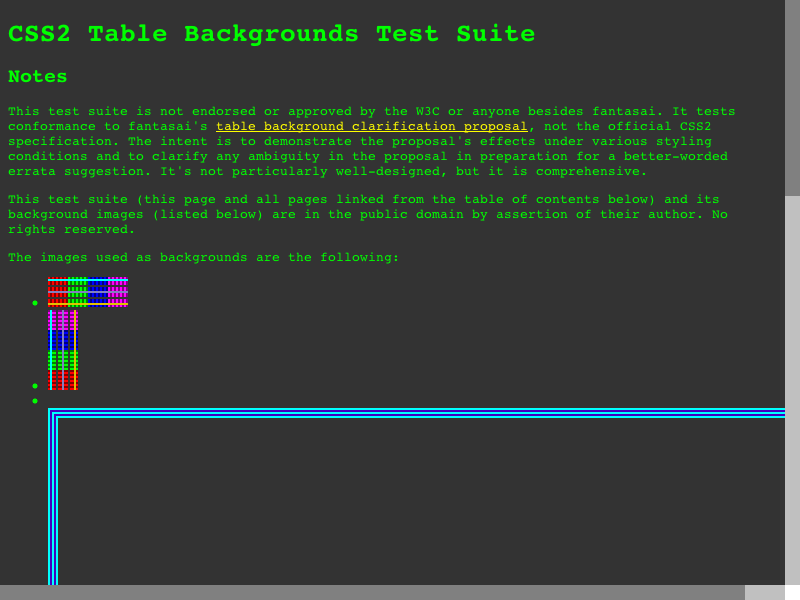 CSS2 Table Backgrounds Test Suite
Notes
This test suite is not endorsed or approved by the W3C or anyone besides fantasai. It tests
conformance to fantasai's table background clarification proposal, not the official CSS2
specification. The intent is to demonstrate the proposal's effects under various styling
conditions and to clarify any ambiguity in the proposal in preparation for a better-worded
errata suggestion. It's not particularly well-designed, but it is comprehensive.
This test suite (this page and all pages linked from the table of contents below) and its
background images (listed below) are in the public domain by assertion of their author. No
rights reserved.
The images used as backgrounds are the following: